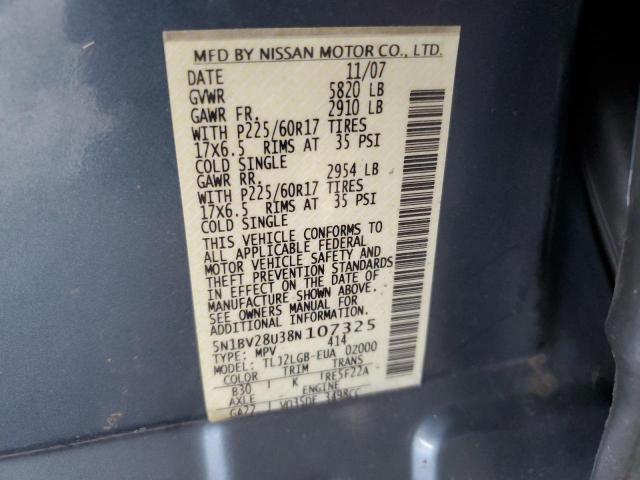 MFD BY NISSAN MOTOR CO., LTD.
DATE 11/07
GVWR 5820 LB
GAWR FR. 2910 LB
WITH P225/60R17 TIRES
17X6.5 RIMS AT 35 PSI
COLD SINGLE
GAWR RR. 2954 LB
WITH P225/60R17 TIRES
17X6.5 RIMS AT 35 PSI
COLD SINGLE
THIS VEHICLE CONFORMS TO
ALL APPLICABLE FEDERAL
MOTOR VEHICLE SAFETY AND
THEFT PREVENTION STANDARDS
IN EFFECT ON THE DATE OF
MANUFACTURE SHOWN ABOVE.
SEE OWNERS MANUAL FOR
ADDITIONAL INFORMATION.
5N1BV28U38N107325
TYPE: MPV 414
MODEL: TLJ2LGB-EUA 02000
COLOR TRIM TRANS
B30 K RE5F22A
AXLE ENGINE
GA22 VQ35DE 3498CC